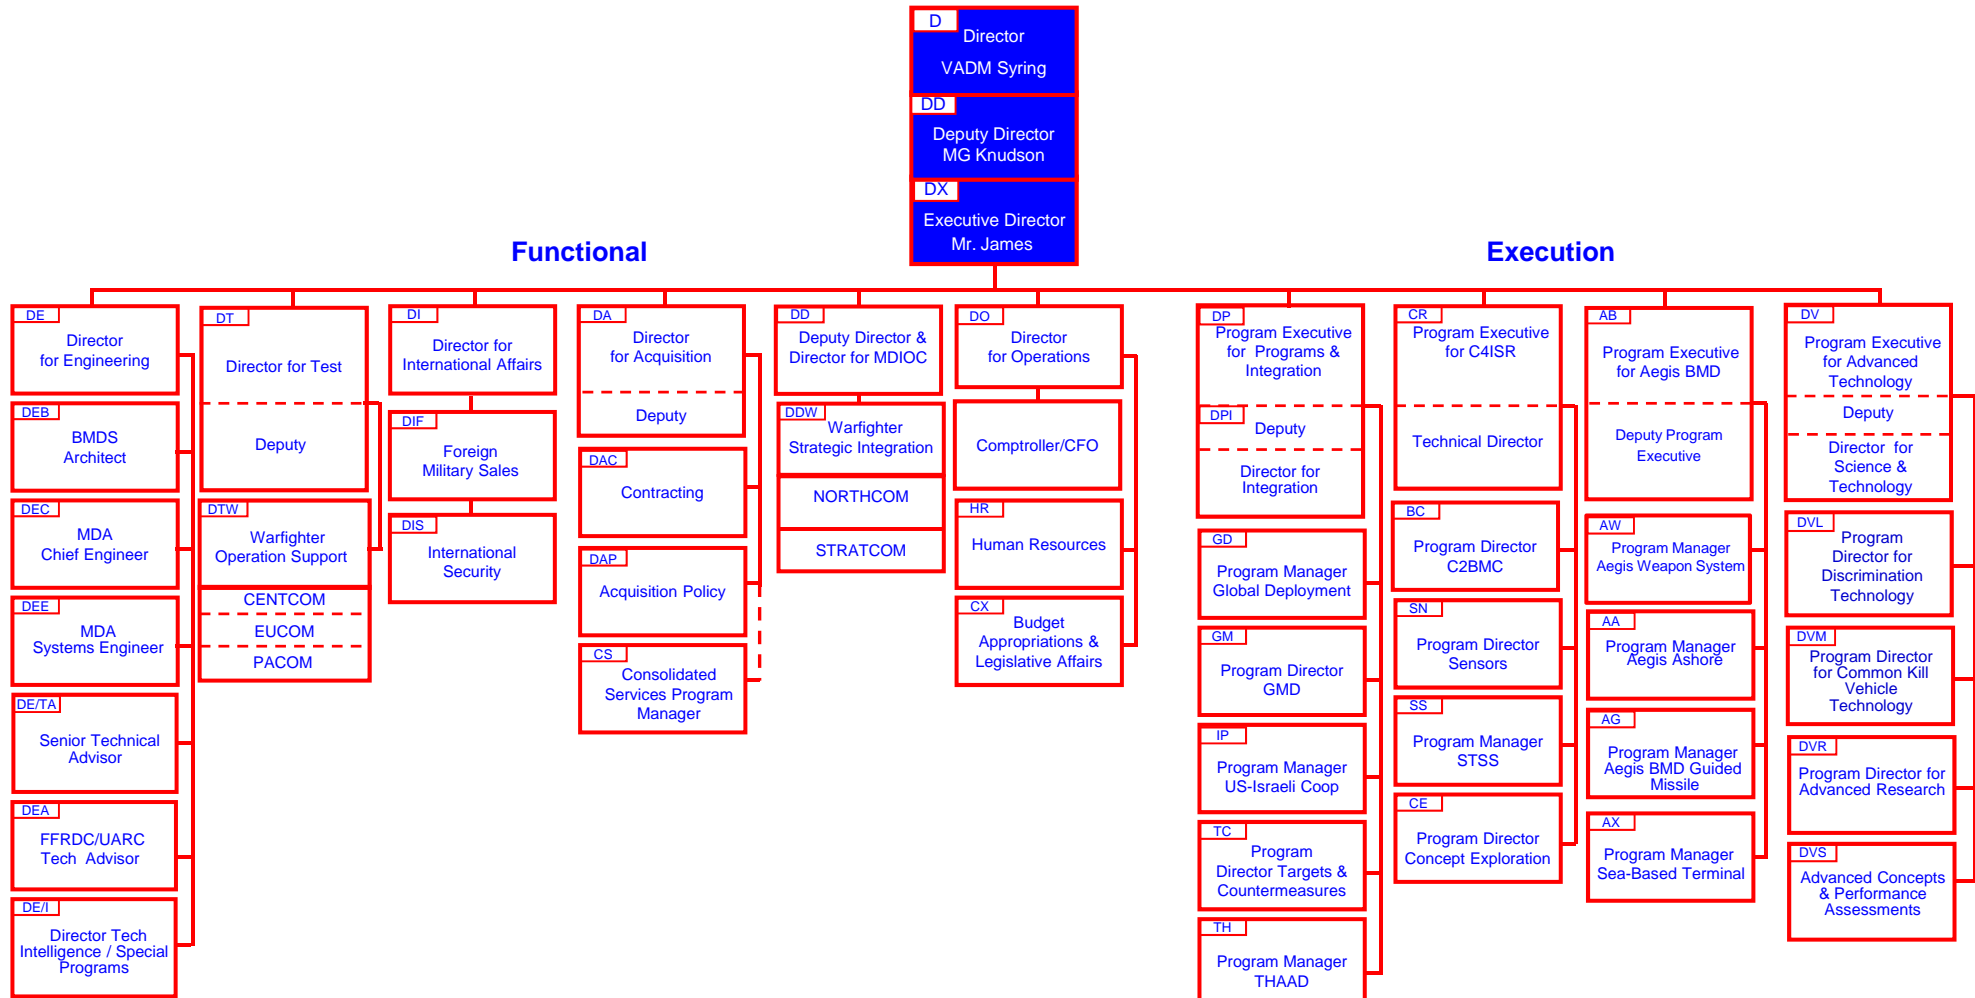 D
Director
VADM Syring
DD
Deputy Director
MG Knudson
DX
Executive Director
Mr. James
Functional
Execution
DE
Director
for Engineering
DEB
BMDS
Architect
DEC
MDA
Chief Engineer
DEE
MDA
Systems Engineer
DE/TA
Senior Technical
Advisor
DEA
FFRDC/UARC
Tech Advisor
DE/I
Director Tech
Intelligence / Special
Programs
DT
Director for Test
Deputy
DTW
Warfighter
Operation Support
CENTCOM
EUCOM
PACOM
DI
Director for
International Affairs
DIF
Foreign
Military Sales
DIS
International
Security
DA
Director
for Acquisition
Deputy
DAC
Contracting
DAP
Acquisition Policy
CS
Consolidated
Services Program
Manager
DD
Deputy Director &
Director for MDIOC
DDW
Warfighter
Strategic Integration
NORTHCOM
STRATCOM
DO
Director
for Operations
Comptroller/CFO
HR
Human Resources
CX
Budget
Appropriations &
Legislative Affairs
DP
Program Executive
for Programs &
Integration
DPI
Deputy
Director for
Integration
GD
Program Manager
Global Deployment
GM
Program Director
GMD
IP
Program Manager
US-Israeli Coop
TC
Program
Director Targets &
Countermeasures
TH
Program Manager
THAAD
CR
Program Executive
for C4ISR
Technical Director
BC
Program Director
C2BMC
SN
Program Director
Sensors
SS
Program Manager
STSS
CE
Program Director
Concept Exploration
AB
Program Executive
for Aegis BMD
Deputy Program
Executive
AW
Program Manager
Aegis Weapon System
AA
Program Manager
Aegis Ashore
AG
Program Manager
Aegis BMD Guided
Missile
AX
Program Manager
Sea-Based Terminal
DV
Program Executive
for Advanced
Technology
Deputy
Director for
Science &
Technology
DVL
Program
Director for
Discrimination
Technology
DVM
Program Director
for Common Kill
Vehicle
Technology
DVR
Program Director for
Advanced Research
DVS
Advanced Concepts
& Performance
Assessments